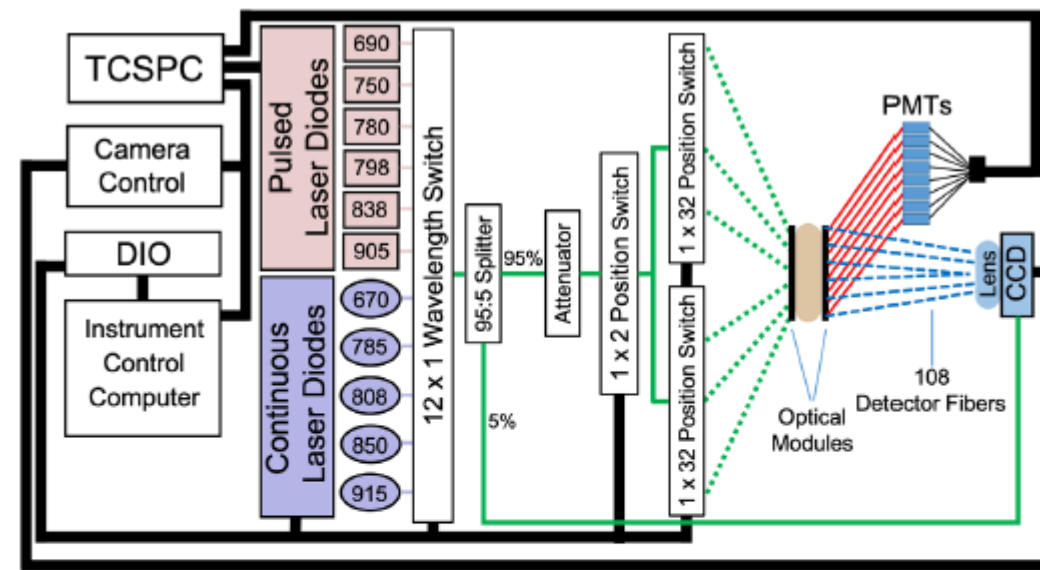 TCSPC
Camera
Control
DIO
Instrument
Control
Computer
Pulsed
Laser Diodes
Continuous
Laser Diodes
690
750
780
798
838
905
670
785
808
850
915
12 x 1 Wavelength Switch
95:5 Splitter
95%
5%
Attenuator
1 x 2 Position Switch
1 x 32 Position Switch
1 x 32 Position Switch
Optical
Modules
PMTs
Lens
CCD
108
Detector Fibers